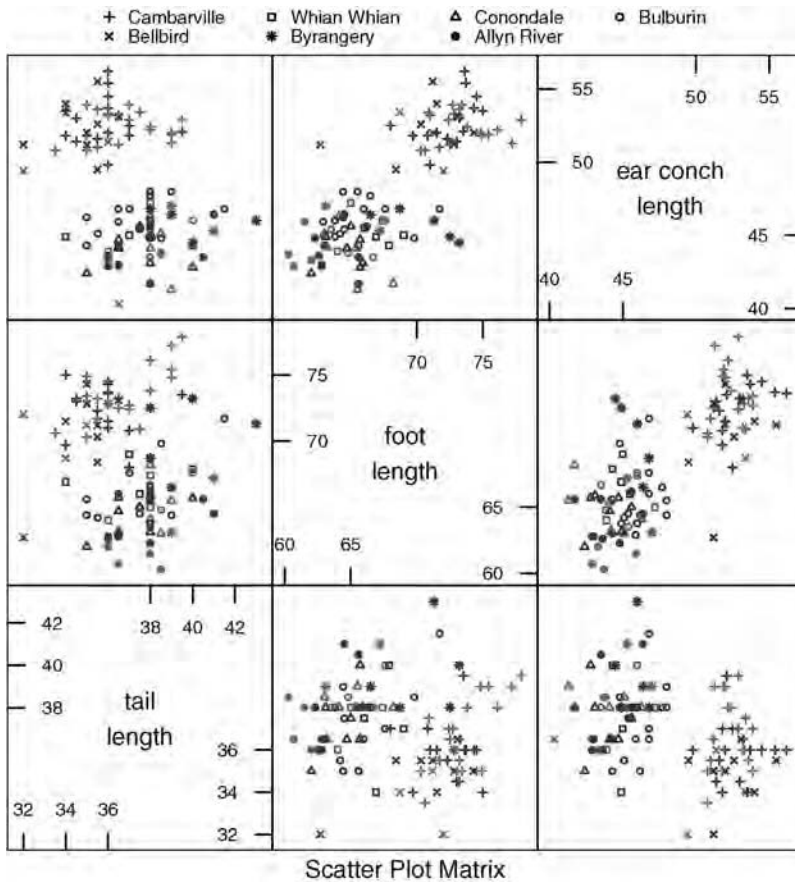 + Cambarville □ Whian Whian △ Conondale ○ Bulburin
× Bellbird ✱ Byrangery ● Allyn River
50 55
55
50
ear conch
length
45
40 45
40
70 75
75
70
foot
length
65
60 65
60
38 40 42
42
40
38
tail
length
36
34
32
32 34 36
Scatter Plot Matrix